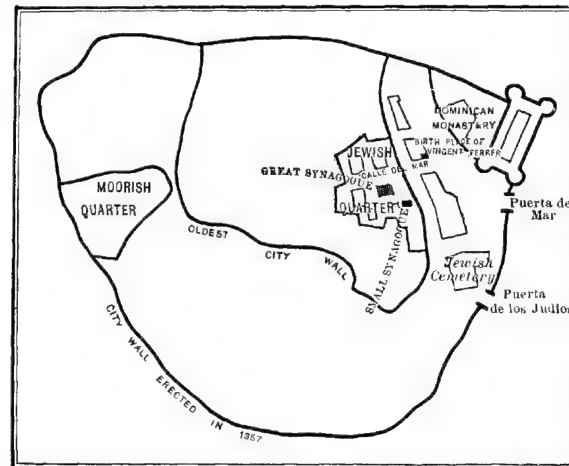 DOMINICAN
MONASTERY
BIRTH PLACE OF
VINCENT FERRER
JEWISH
CALLE DEL MAR
GREAT SYNAGOGUE
QUARTER
SMALL SYNAGOGUE
MOORISH
QUARTER
Puerta de
Mar
OLDEST CITY WALL
Jewish
Cemetery
Puerta
de los Judios
CITY WALL ERECTED IN 1357